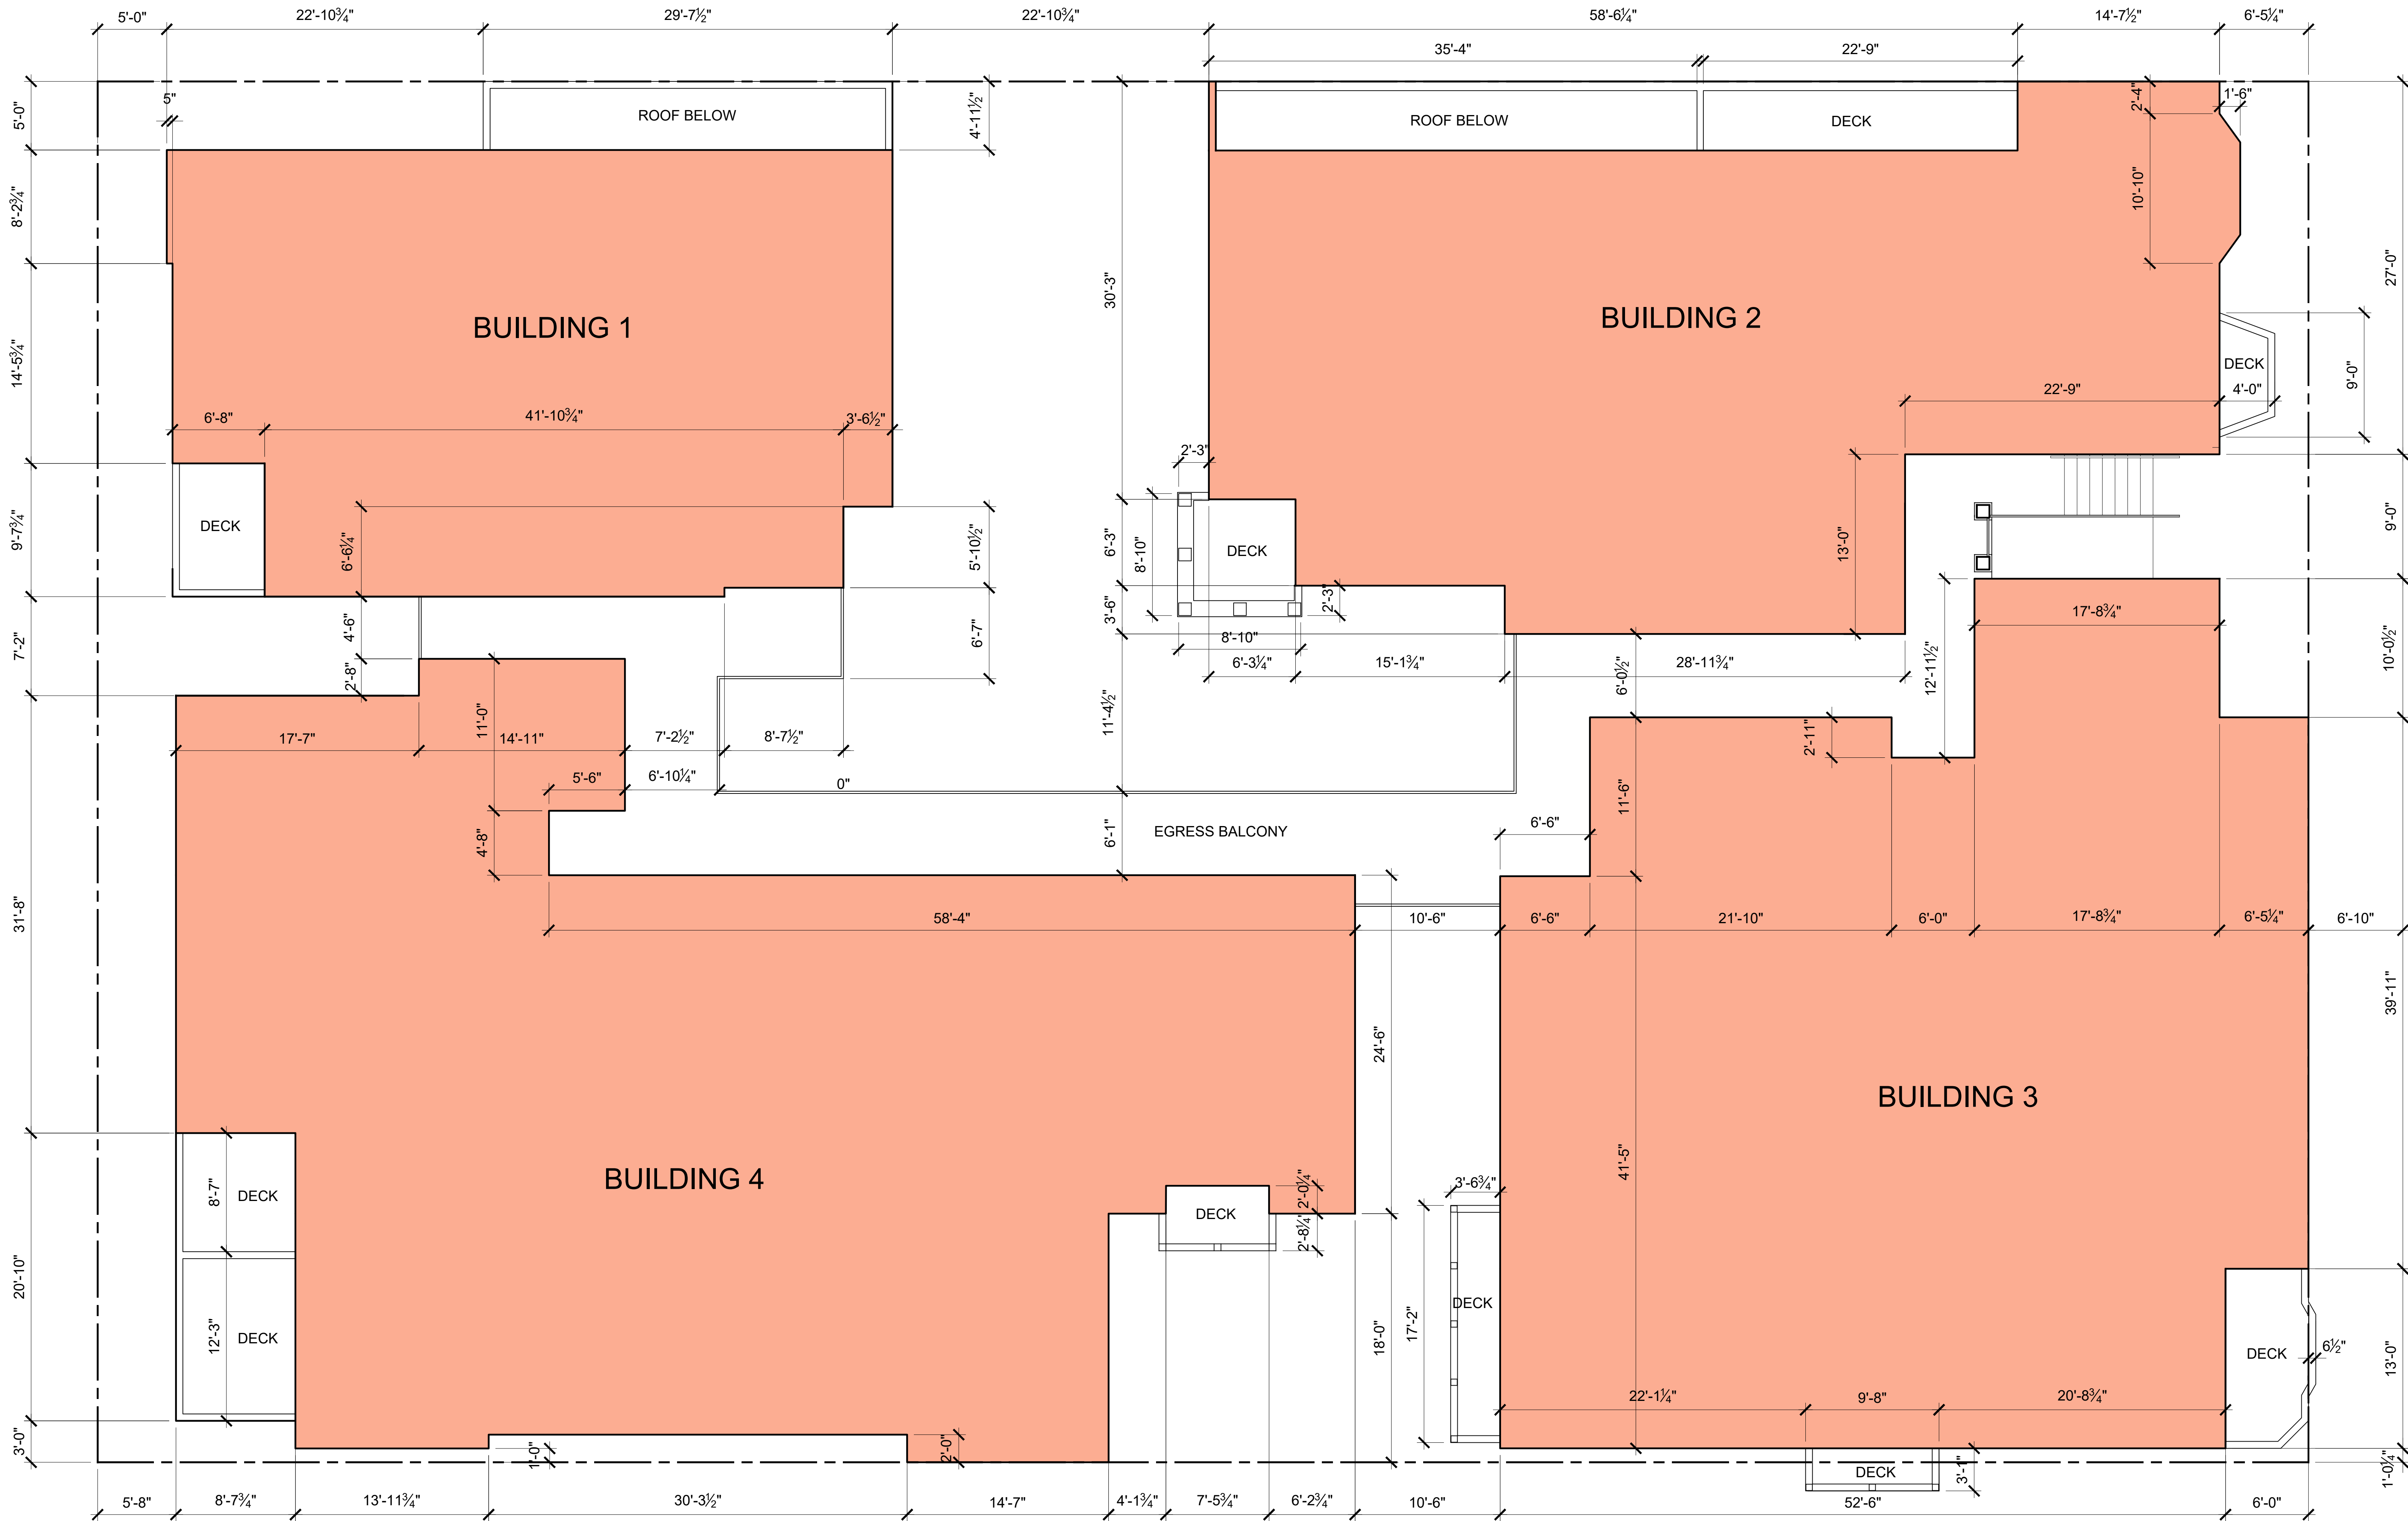 5'-0" 22'-10¾" 29'-7½" 22'-10¾" 58'-6¼" 14'-7½" 6'-5¼"
35'-4" 22'-9"
5'-0" 5" ROOF BELOW 4'-11½" ROOF BELOW DECK 2'-4" 1'-6"
8'-2¾" 10'-10"
30'-3" 27'-0"
BUILDING 1 BUILDING 2
14'-5¾" DECK
22'-9" 4'-0" 9'-0"
6'-8" 41'-10¾" 3'-6½"
2'-3"
9'-7¾" DECK 6'-6¼" 5'-10½" 6'-3" 8'-10" DECK 13'-0" 9'-0"
3'-6" 2'-3" 17'-8¾"
7'-2" 4'-6" 6'-7" 8'-10"
2'-8" 6'-3¼" 15'-1¾" 28'-11¾" 6'-0½" 12'-11½" 10'-0½"
11'-0" 11'-4½"
17'-7" 14'-11" 7'-2½" 8'-7½" 2'-11"
5'-6" 6'-10¼" 0" 11'-6"
4'-8" EGRESS BALCONY 6'-1" 6'-6"
31'-8" 58'-4" 10'-6" 6'-6" 21'-10" 6'-0" 17'-8¾" 6'-5¼" 6'-10"
24'-6" 39'-11"
BUILDING 3
BUILDING 4 41'-5"
8'-7" DECK 2'-0¼" 3'-6¾"
DECK 2'-8¼"
20'-10" 12'-3" DECK 18'-0" 17'-2" DECK DECK 6½" 13'-0"
22'-1¼" 9'-8" 20'-8¾"
3'-0" 1'-0" 2'-0" DECK 3'-1" 1'-0¼"
5'-8" 8'-7¾" 13'-11¾" 30'-3½" 14'-7" 4'-1¾" 7'-5¾" 6'-2¾" 10'-6" 52'-6" 6'-0"